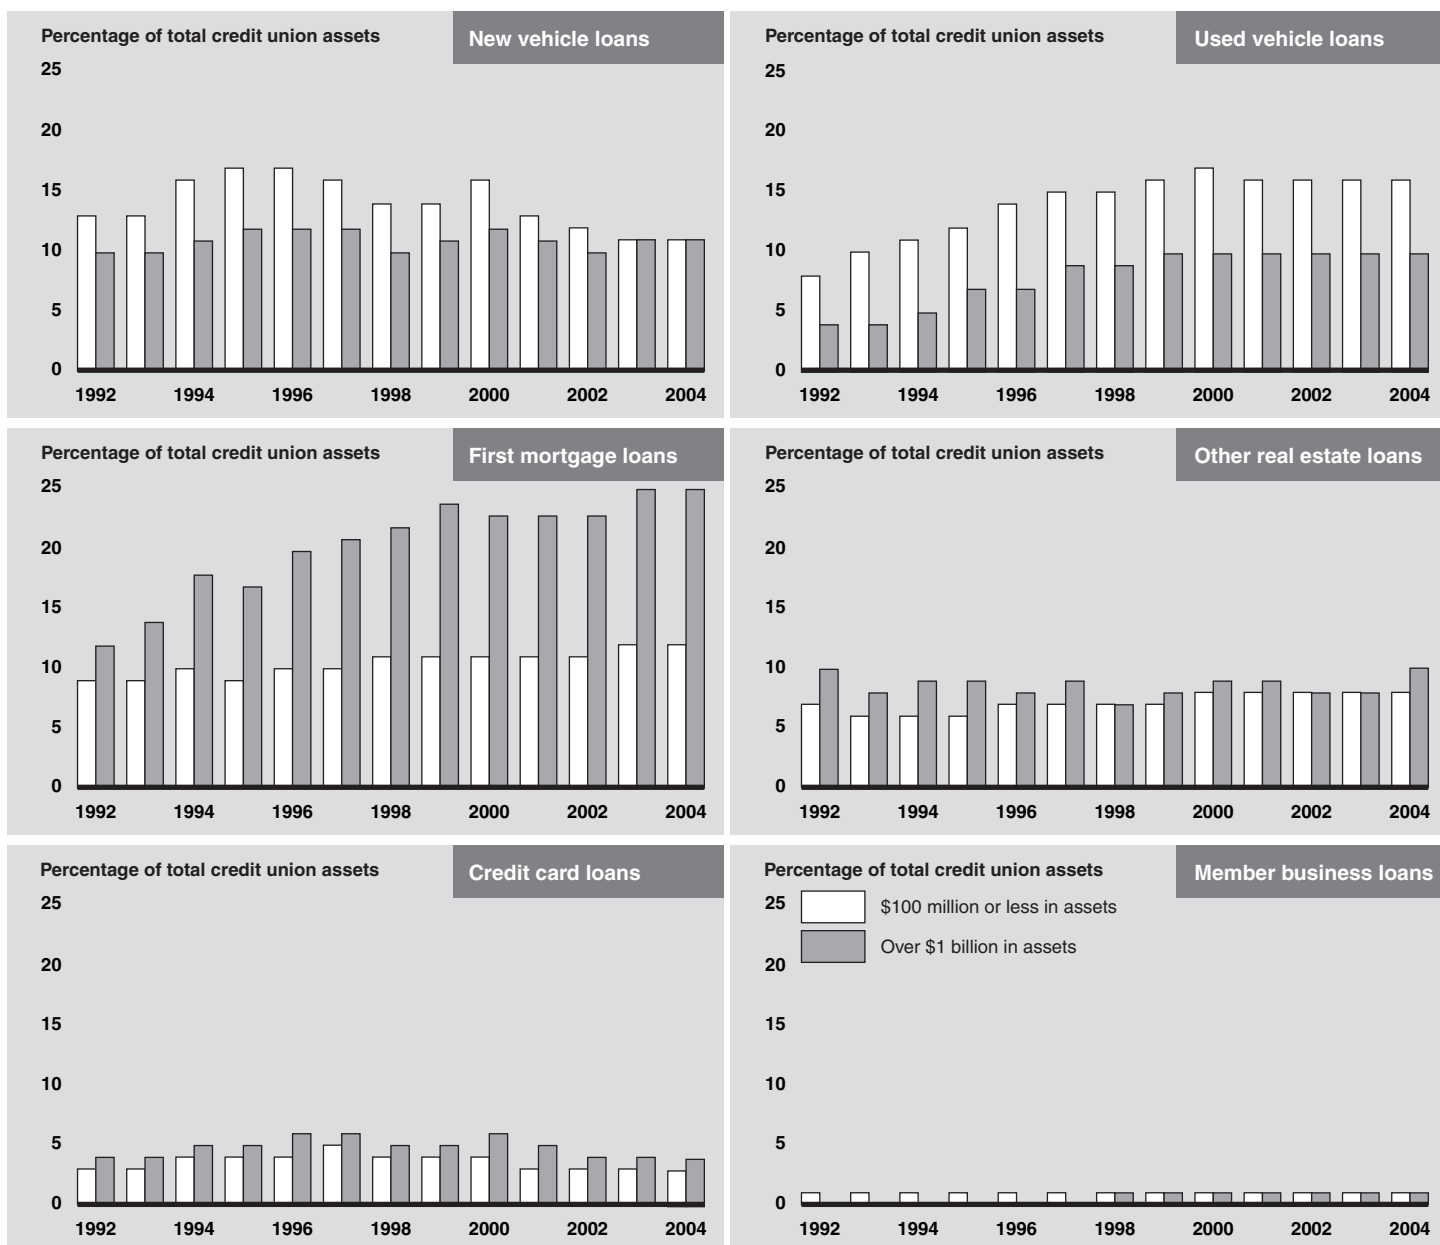 Percentage of total credit union assets
New vehicle loans
25
20
15
10
5
0
1992 1994 1996 1998 2000 2002 2004
Percentage of total credit union assets
Used vehicle loans
25
20
15
10
5
0
1992 1994 1996 1998 2000 2002 2004
Percentage of total credit union assets
First mortgage loans
25
20
15
10
5
0
1992 1994 1996 1998 2000 2002 2004
Percentage of total credit union assets
Other real estate loans
25
20
15
10
5
0
1992 1994 1996 1998 2000 2002 2004
Percentage of total credit union assets
Credit card loans
25
20
15
10
5
0
1992 1994 1996 1998 2000 2002 2004
Percentage of total credit union assets
Member business loans
25
$100 million or less in assets
Over $1 billion in assets
20
15
10
5
0
1992 1994 1996 1998 2000 2002 2004